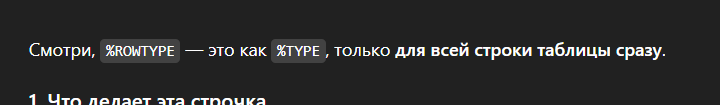 Смотри, %ROWTYPE — это как %TYPE, только для всей строки таблицы сразу.
1. Что делает эта строчка